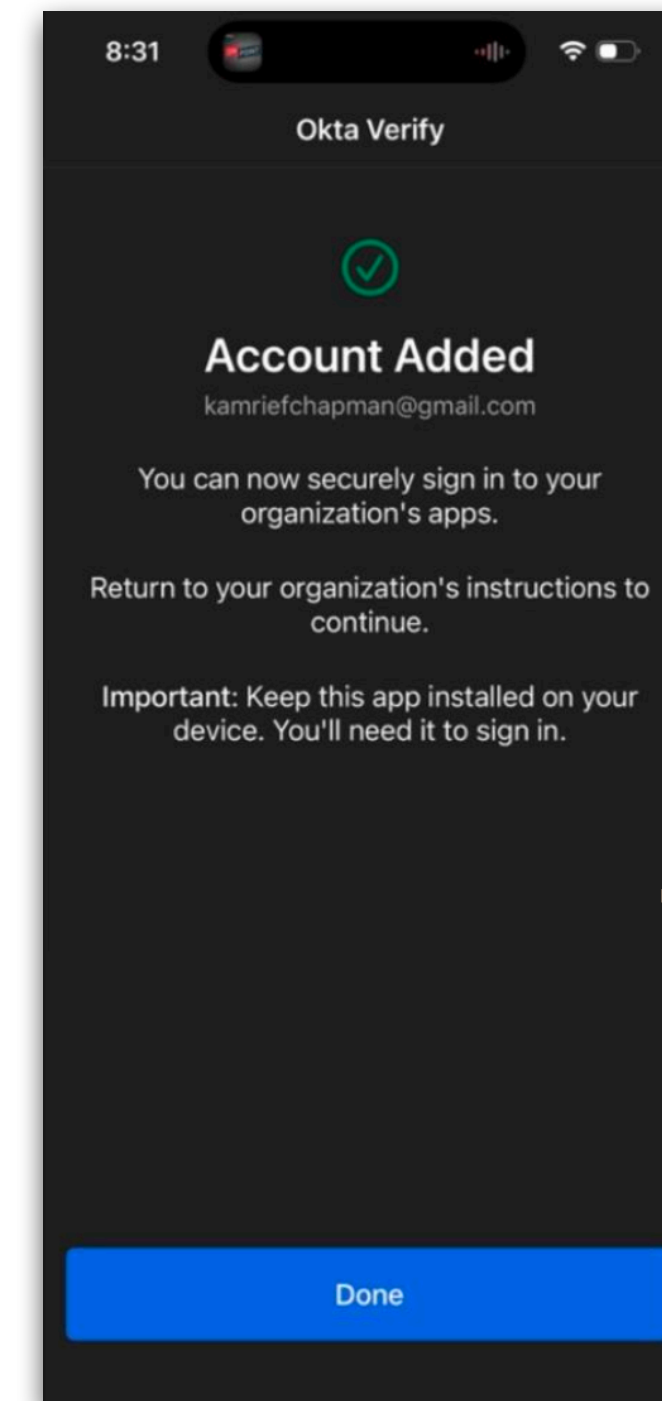 8:31
Okta Verify
Account Added
kamriefchapman@gmail.com
You can now securely sign in to your
organization's apps.
Return to your organization's instructions to
continue.
Important: Keep this app installed on your
device. You'll need it to sign in.
Done